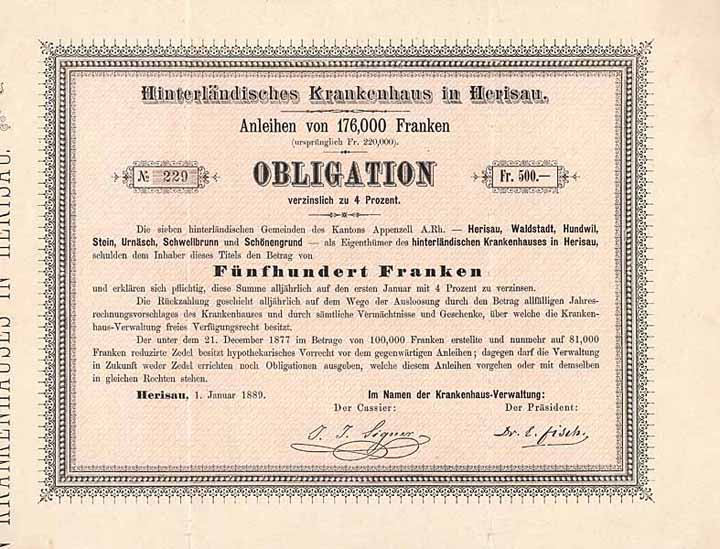 Hinterländisches Krankenhaus in Herisau.
Anleihen von 176,000 Franken
(ursprünglich Fr. 220,000).
№ 229
OBLIGATION
Fr. 500.—
verzinslich zu 4 Prozent.
Die sieben hinterländischen Gemeinden des Kantons Appenzell A.Rh. — Herisau, Waldstadt, Hundwil,
Stein, Urnäsch, Schwellbrunn und Schönengrund — als Eigenthümer des hinterländischen Krankenhauses in Herisau,
schulden dem Inhaber dieses Titels den Betrag von
Fünfhundert Franken
und erklären sich pflichtig, diese Summe alljährlich auf den ersten Januar mit 4 Prozent zu verzinsen.
Die Rückzahlung geschieht alljährlich auf dem Wege der Ausloosung durch den Betrag allfälligen Jahres-
rechnungsvorschlages des Krankenhauses und durch sämtliche Vermächtnisse und Geschenke, über welche die Kranken-
haus-Verwaltung freies Verfügungsrecht besitzt.
Der unter dem 21. December 1877 im Betrage von 100,000 Franken erstellte und nunmehr auf 81,000
Franken reduzirte Zedel besitzt hypothekarisches Vorrecht vor dem gegenwärtigen Anleihen; dagegen darf die Verwaltung
in Zukunft weder Zedel errichten noch Obligationen ausgeben, welche diesem Anleihen vorgehen oder mit demselben
in gleichen Rechten stehen.
Herisau, 1. Januar 1889.
Im Namen der Krankenhaus-Verwaltung:
Der Cassier:
Der Präsident:
J. J. Signer
Dr. E. Fisch.
N KRANKENHAUSES IN HERISAU.